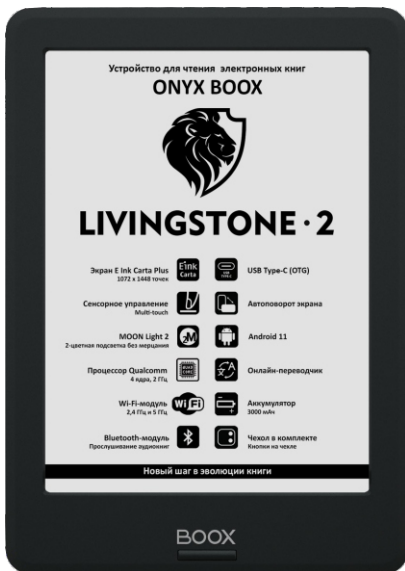 Устройство для чтения электронных книг
ONYX BOOX
LIVINGSTONE · 2
Экран E Ink Carta Plus
1072 x 1448 точек
E ink
Carta
USB Type-C (OTG)
Сенсорное управление
Multi-touch
Автоповорот экрана
MOON Light 2
2-цветная подсветка без мерцания
Android 11
Процессор Qualcomm
4 ядра, 2 ГГц
Онлайн-переводчик
Wi-Fi-модуль
2,4 ГГц и 5 ГГц
Wi Fi
Аккумулятор
3000 мАч
Bluetooth-модуль
Прослушивание аудиокниг
Чехол в комплекте
Кнопки на чехле
Новый шаг в эволюции книги
BOOX